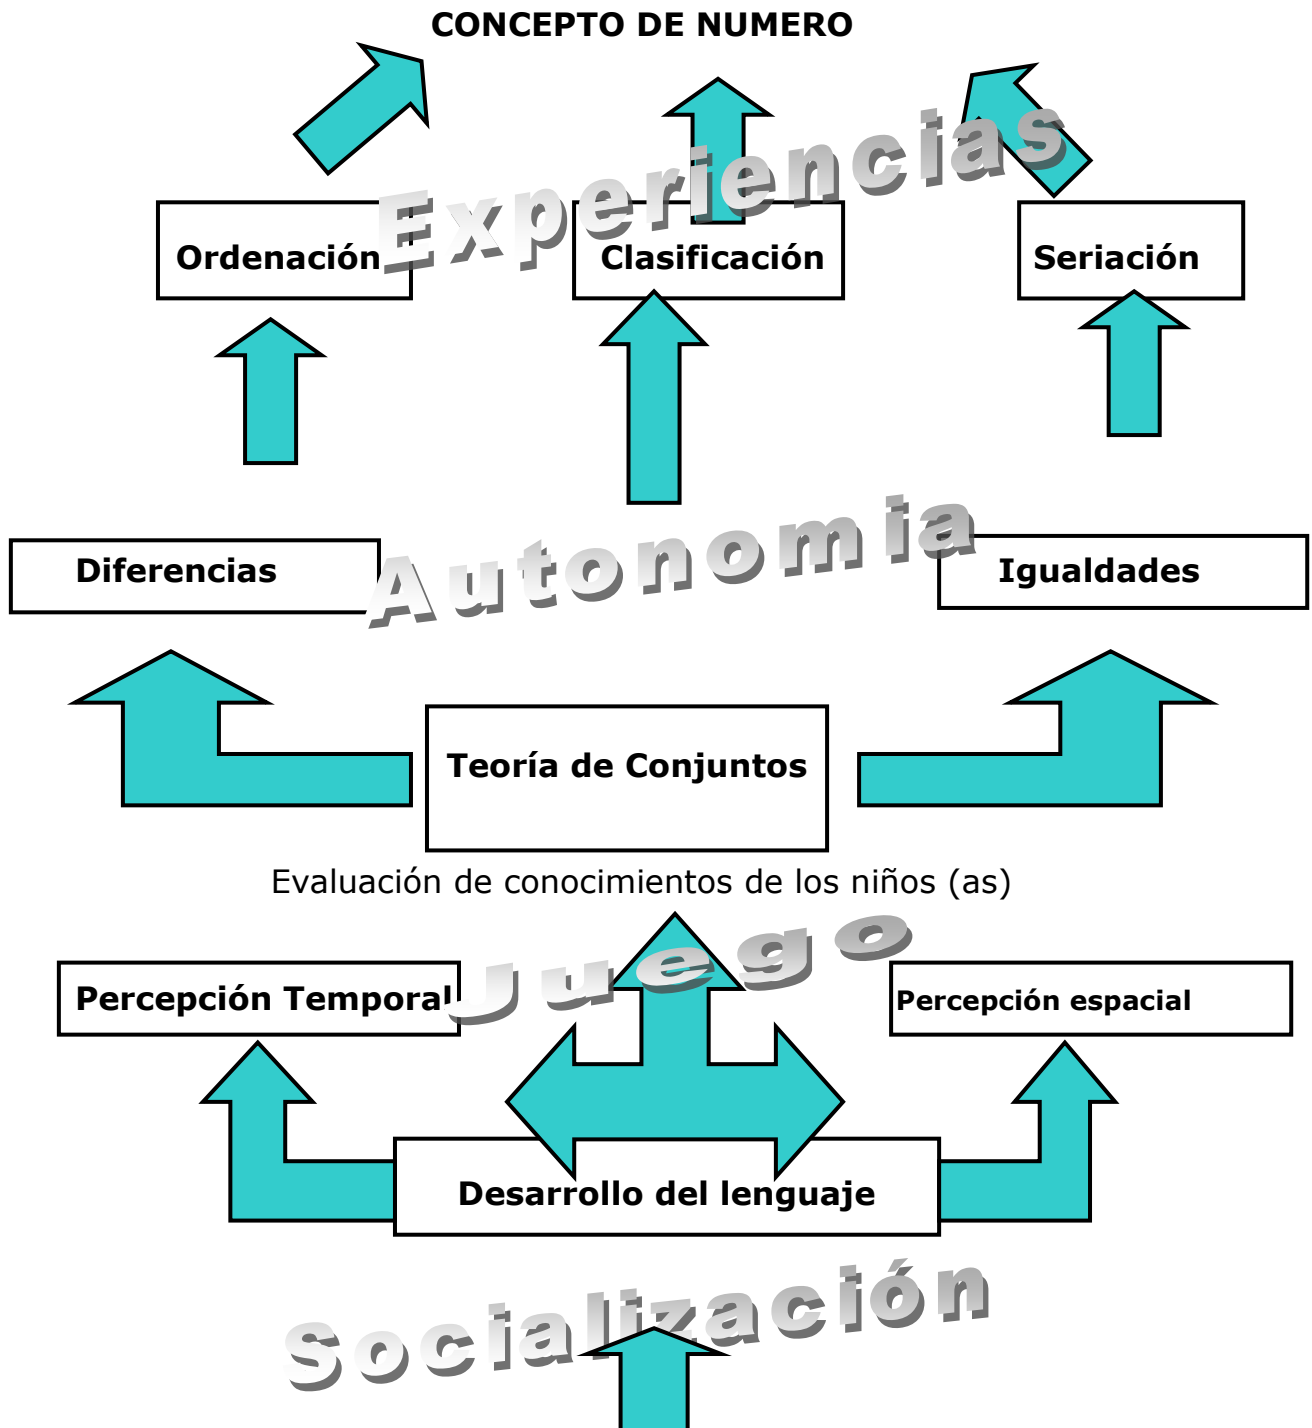 CONCEPTO DE NUMERO
Experiencias
Ordenación
Clasificación
Seriación
Autonomia
Diferencias
Igualdades
Teoría de Conjuntos
Evaluación de conocimientos de los niños (as)
Juego
Percepción Temporal
Percepción espacial
Desarrollo del lenguaje
Socialización